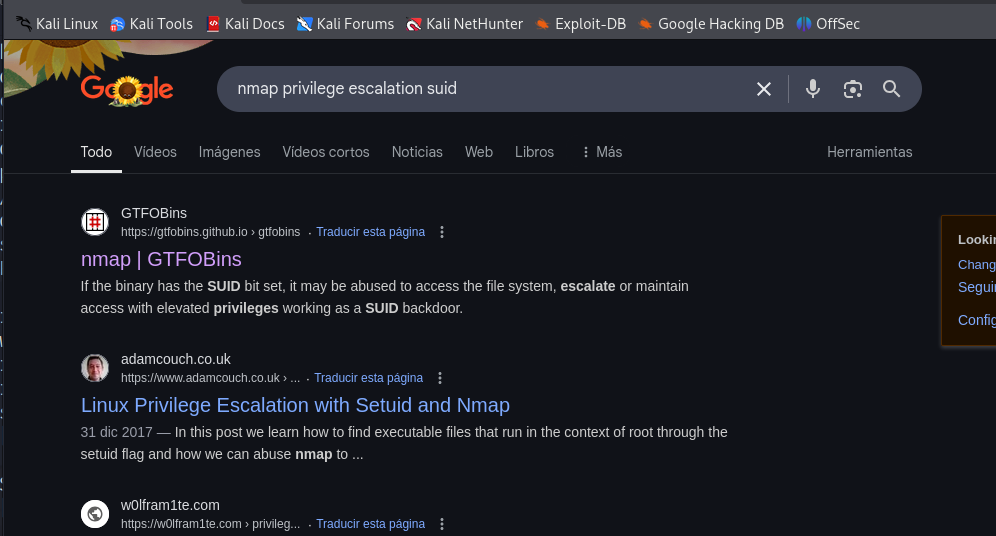 Kali Linux Kali Tools Kali Docs Kali Forums Kali NetHunter Exploit-DB Google Hacking DB OffSec
Google
nmap privilege escalation suid
Todo Vídeos Imágenes Vídeos cortos Noticias Web Libros Más Herramientas
GTFOBins
https://gtfobins.github.io › gtfobins · Traducir esta página
nmap | GTFOBins
If the binary has the SUID bit set, it may be abused to access the file system, escalate or maintain
access with elevated privileges working as a SUID backdoor.
adamcouch.co.uk
https://www.adamcouch.co.uk › ... · Traducir esta página
Linux Privilege Escalation with Setuid and Nmap
31 dic 2017 — In this post we learn how to find executable files that run in the context of root through the
setuid flag and how we can abuse nmap to ...
w0lfram1te.com
https://w0lfram1te.com › privileg... · Traducir esta página
Lookin
Chang
Seguir
Config